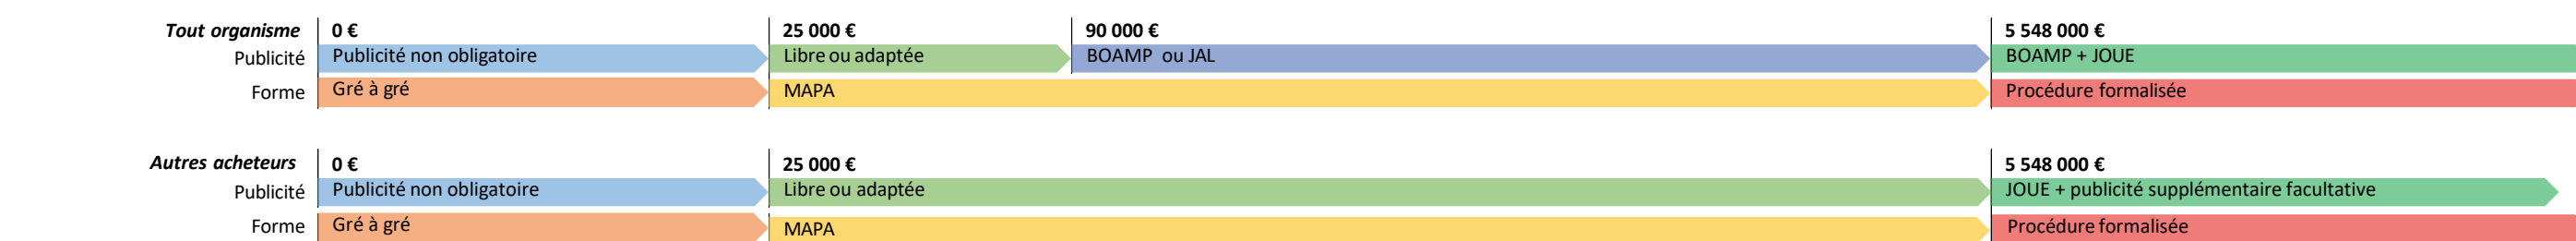 Tout organisme 0 € 25 000 € 90 000 € 5 548 000 €
Publicité Publicité non obligatoire Libre ou adaptée BOAMP ou JAL BOAMP + JOUE
Forme Gré à gré MAPA Procédure formalisée
Autres acheteurs 0 € 25 000 € 5 548 000 €
Publicité Publicité non obligatoire Libre ou adaptée JOUE + publicité supplémentaire facultative
Forme Gré à gré MAPA Procédure formalisée